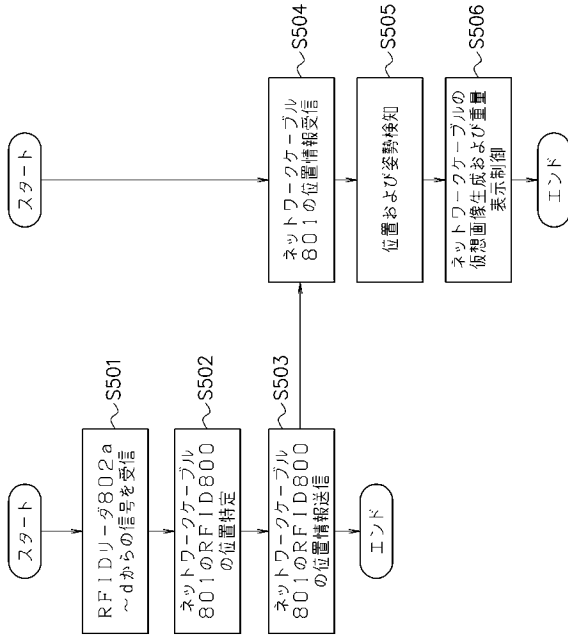 スタート
RFIDリーダ802a
~dからの信号を受信
S501
ネットワークケーブル
801のRFID800
の位置特定
S502
ネットワークケーブル
801のRFID800
の位置情報送信
S503
エンド
スタート
ネットワークケーブル
801の位置情報受信
S504
位置および姿勢検知
S505
ネットワークケーブルの
仮想画像生成および重量
表示制御
S506
エンド